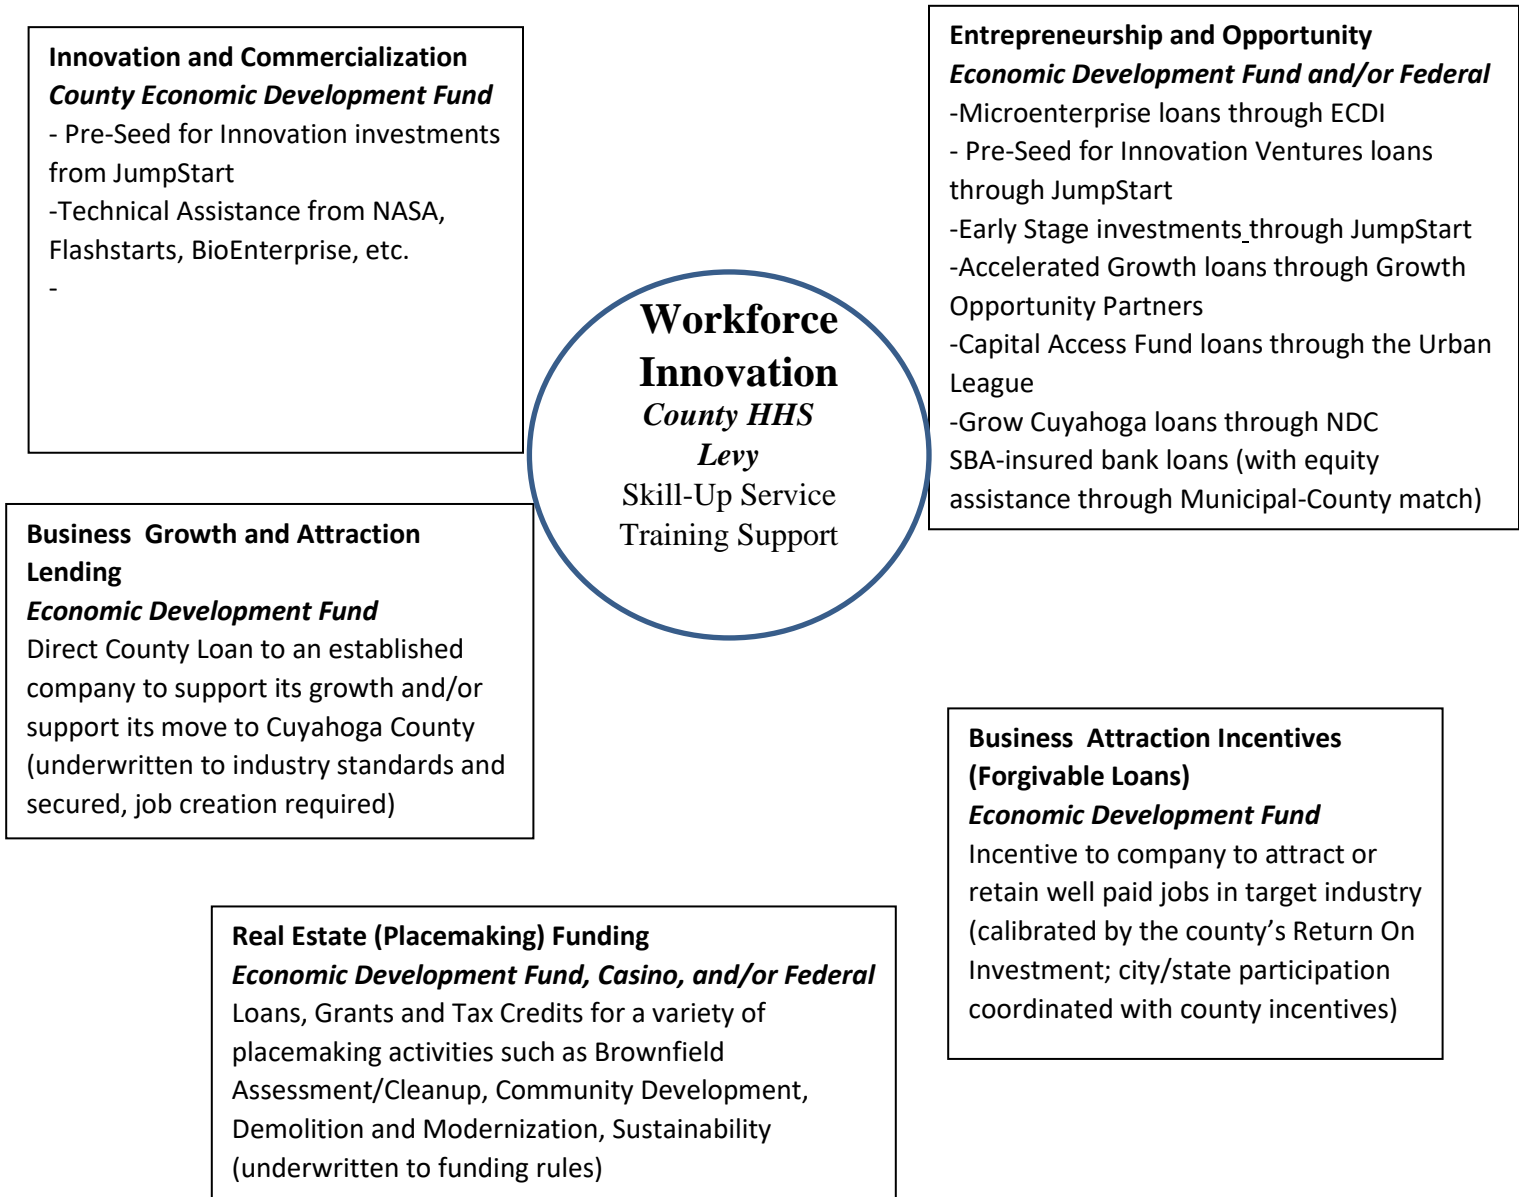 Innovation and Commercialization
County Economic Development Fund
- Pre-Seed for Innovation investments
from JumpStart
-Technical Assistance from NASA,
Flashstarts, BioEnterprise, etc.
-
Entrepreneurship and Opportunity
Economic Development Fund and/or Federal
-Microenterprise loans through ECDI
- Pre-Seed for Innovation Ventures loans
through JumpStart
-Early Stage investments through JumpStart
-Accelerated Growth loans through Growth
Opportunity Partners
-Capital Access Fund loans through the Urban
League
-Grow Cuyahoga loans through NDC
SBA-insured bank loans (with equity
assistance through Municipal-County match)
Workforce
Innovation
County HHS
Levy
Skill-Up Service
Training Support
Business  Growth and Attraction
Lending
Economic Development Fund
Direct County Loan to an established
company to support its growth and/or
support its move to Cuyahoga County
(underwritten to industry standards and
secured, job creation required)
Business  Attraction Incentives
(Forgivable Loans)
Economic Development Fund
Incentive to company to attract or
retain well paid jobs in target industry
(calibrated by the county’s Return On
Investment; city/state participation
coordinated with county incentives)
Real Estate (Placemaking) Funding
Economic Development Fund, Casino, and/or Federal
Loans, Grants and Tax Credits for a variety of
placemaking activities such as Brownfield
Assessment/Cleanup, Community Development,
Demolition and Modernization, Sustainability
(underwritten to funding rules)